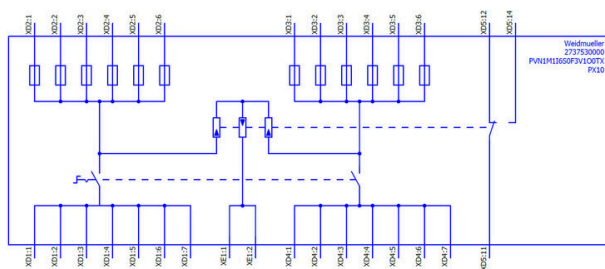 XD2:1
XD2:2
XD2:3
XD2:4
XD2:5
XD2:6
XD3:1
XD3:2
XD3:3
XD3:4
XD3:5
XD3:6
XD5:12
XD5:14
Weidmueller
2737530000
PVN1M1I6S0F3V1O0TX
PX10
XD1:1
XD1:2
XD1:3
XD1:4
XD1:5
XD1:6
XD1:7
XE1:1
XE1:2
XD4:1
XD4:2
XD4:3
XD4:4
XD4:5
XD4:6
XD4:7
XD5:11